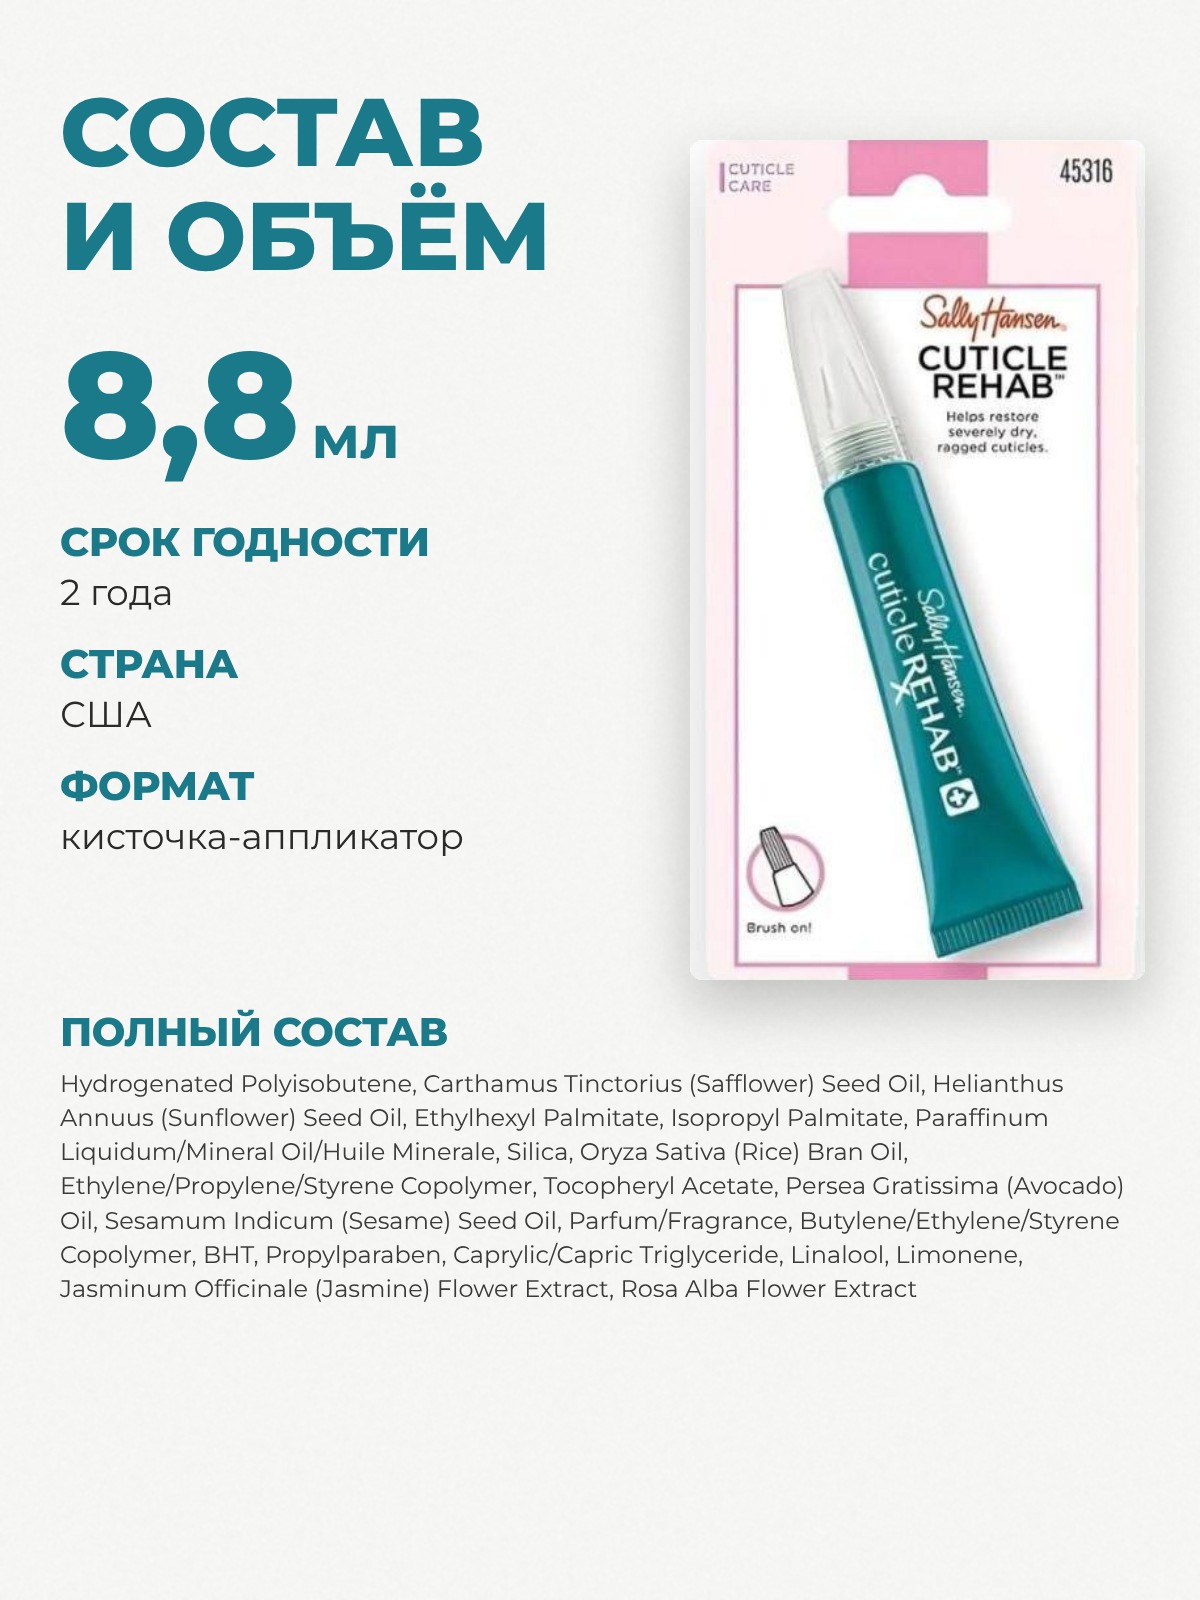 СОСТАВ
И ОБЪЁМ
8,8 мл
СРОК ГОДНОСТИ
2 года
СТРАНА
США
ФОРМАТ
кисточка-аппликатор
CUTICLE
CARE
45316
Sally Hansen
CUTICLE
REHAB™
Helps restore
severely dry,
ragged cuticles.
Sally Hansen
cuticle REHAB™
Brush on!
ПОЛНЫЙ СОСТАВ
Hydrogenated Polyisobutene, Carthamus Tinctorius (Safflower) Seed Oil, Helianthus
Annuus (Sunflower) Seed Oil, Ethylhexyl Palmitate, Isopropyl Palmitate, Paraffinum
Liquidum/Mineral Oil/Huile Minerale, Silica, Oryza Sativa (Rice) Bran Oil,
Ethylene/Propylene/Styrene Copolymer, Tocopheryl Acetate, Persea Gratissima (Avocado)
Oil, Sesamum Indicum (Sesame) Seed Oil, Parfum/Fragrance, Butylene/Ethylene/Styrene
Copolymer, BHT, Propylparaben, Caprylic/Capric Triglyceride, Linalool, Limonene,
Jasminum Officinale (Jasmine) Flower Extract, Rosa Alba Flower Extract